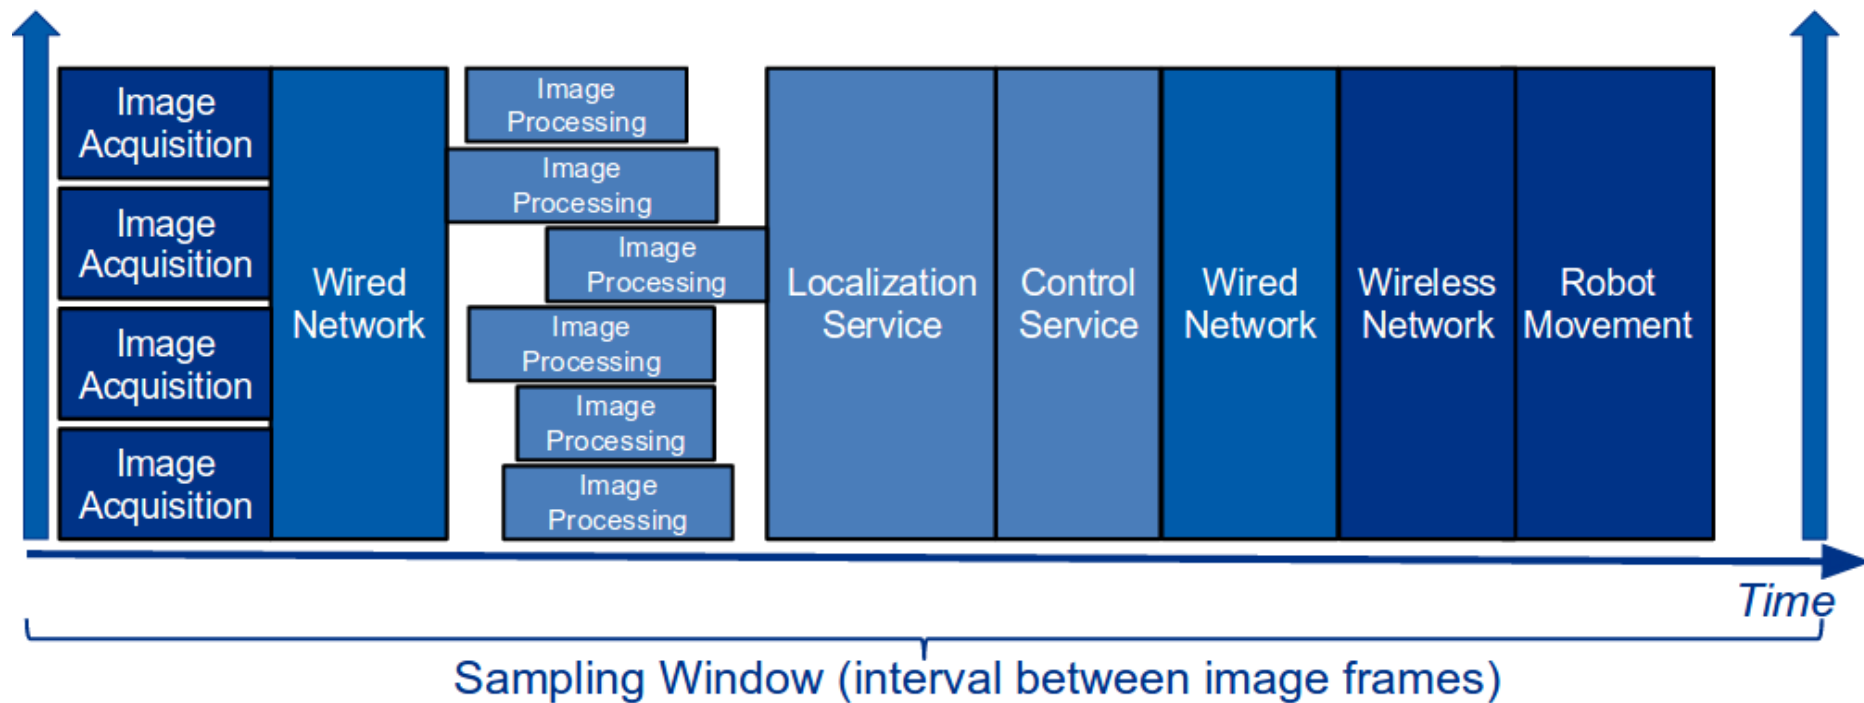 Image
Acquisition
Image
Acquisition
Image
Acquisition
Image
Acquisition
Wired
Network
Image
Processing
Image
Processing
Image
Processing
Image
Processing
Image
Processing
Image
Processing
Localization
Service
Control
Service
Wired
Network
Wireless
Network
Robot
Movement
Time
Sampling Window (interval between image frames)